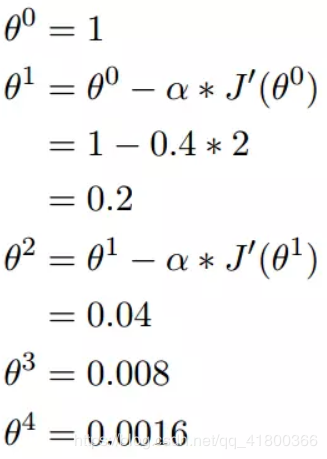 θ⁰ = 1
θ¹ = θ⁰ − α ∗ J′(θ⁰)
= 1 − 0.4 ∗ 2
= 0.2
θ² = θ¹ − α ∗ J′(θ¹)
= 0.04
θ³ = 0.008
θ⁴ = 0.0016
https://blog.csdn.net/qq_41800366